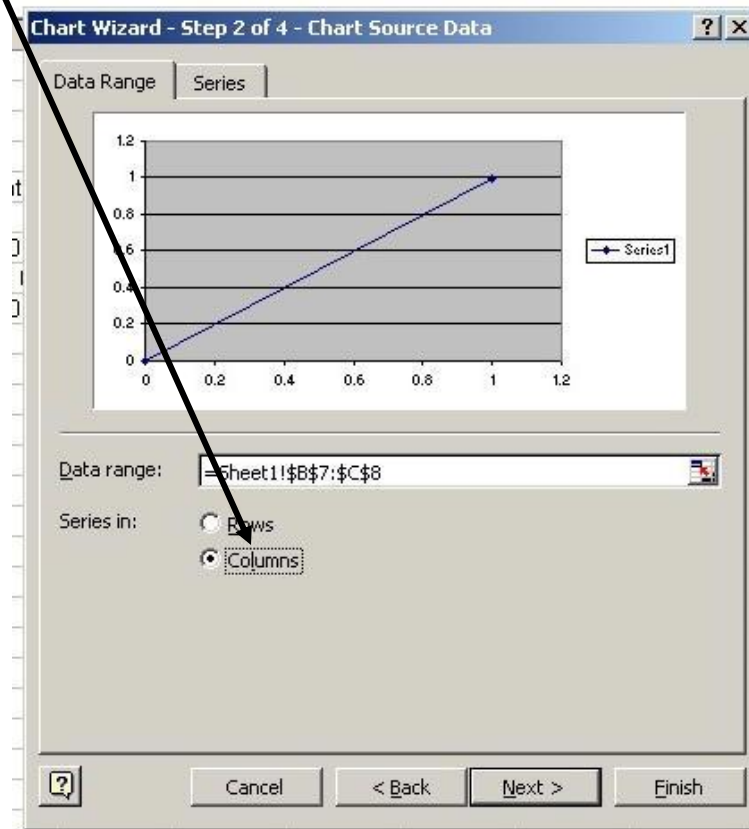 Chart Wizard - Step 2 of 4 - Chart Source Data
Data Range Series
1.2
1
0.8
0.6
0.4
0.2
0
0 0.2 0.4 0.6 0.8 1 1.2
Series1
Data range: =Sheet1!$B$7:$C$8
Series in: Rows
Columns
Cancel < Back Next > Finish